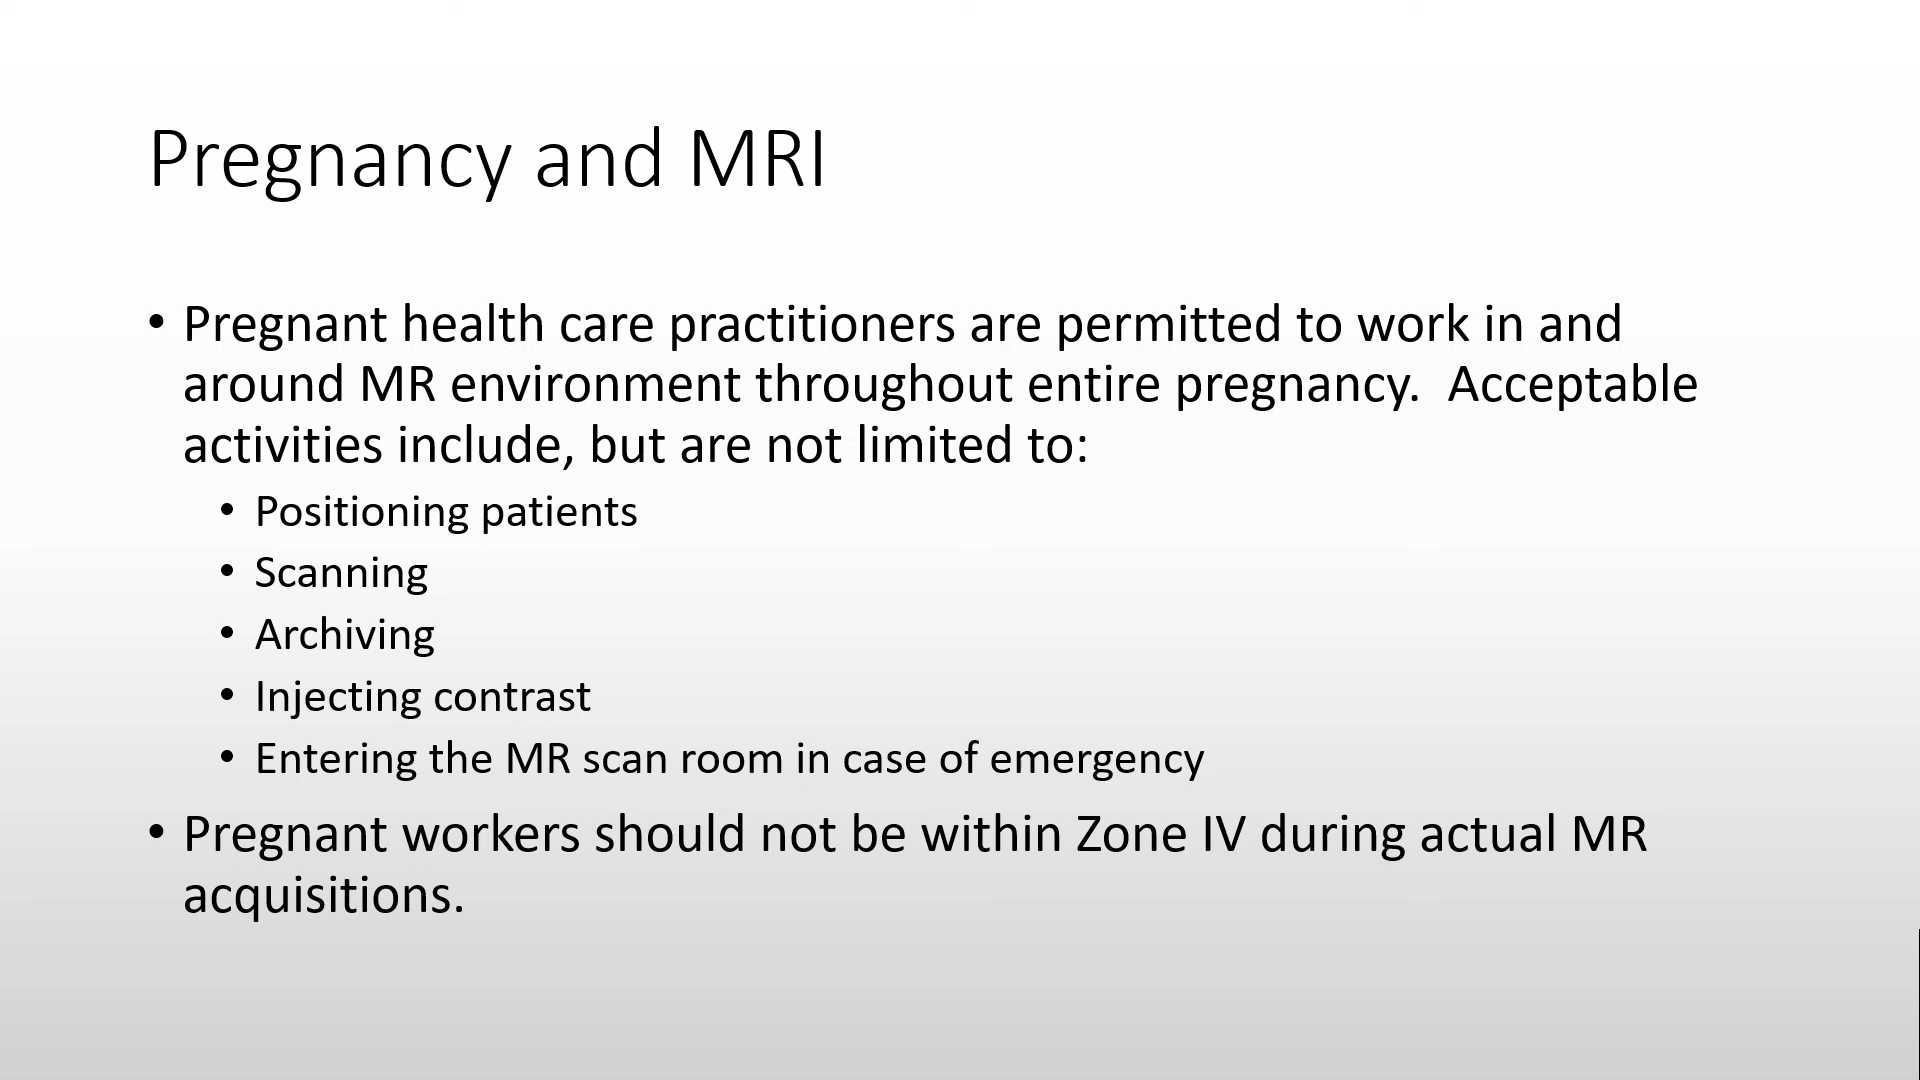 Pregnancy and MRI
• Pregnant health care practitioners are permitted to work in and
around MR environment throughout entire pregnancy.  Acceptable
activities include, but are not limited to:
• Positioning patients
• Scanning
• Archiving
• Injecting contrast
• Entering the MR scan room in case of emergency
• Pregnant workers should not be within Zone IV during actual MR
acquisitions.